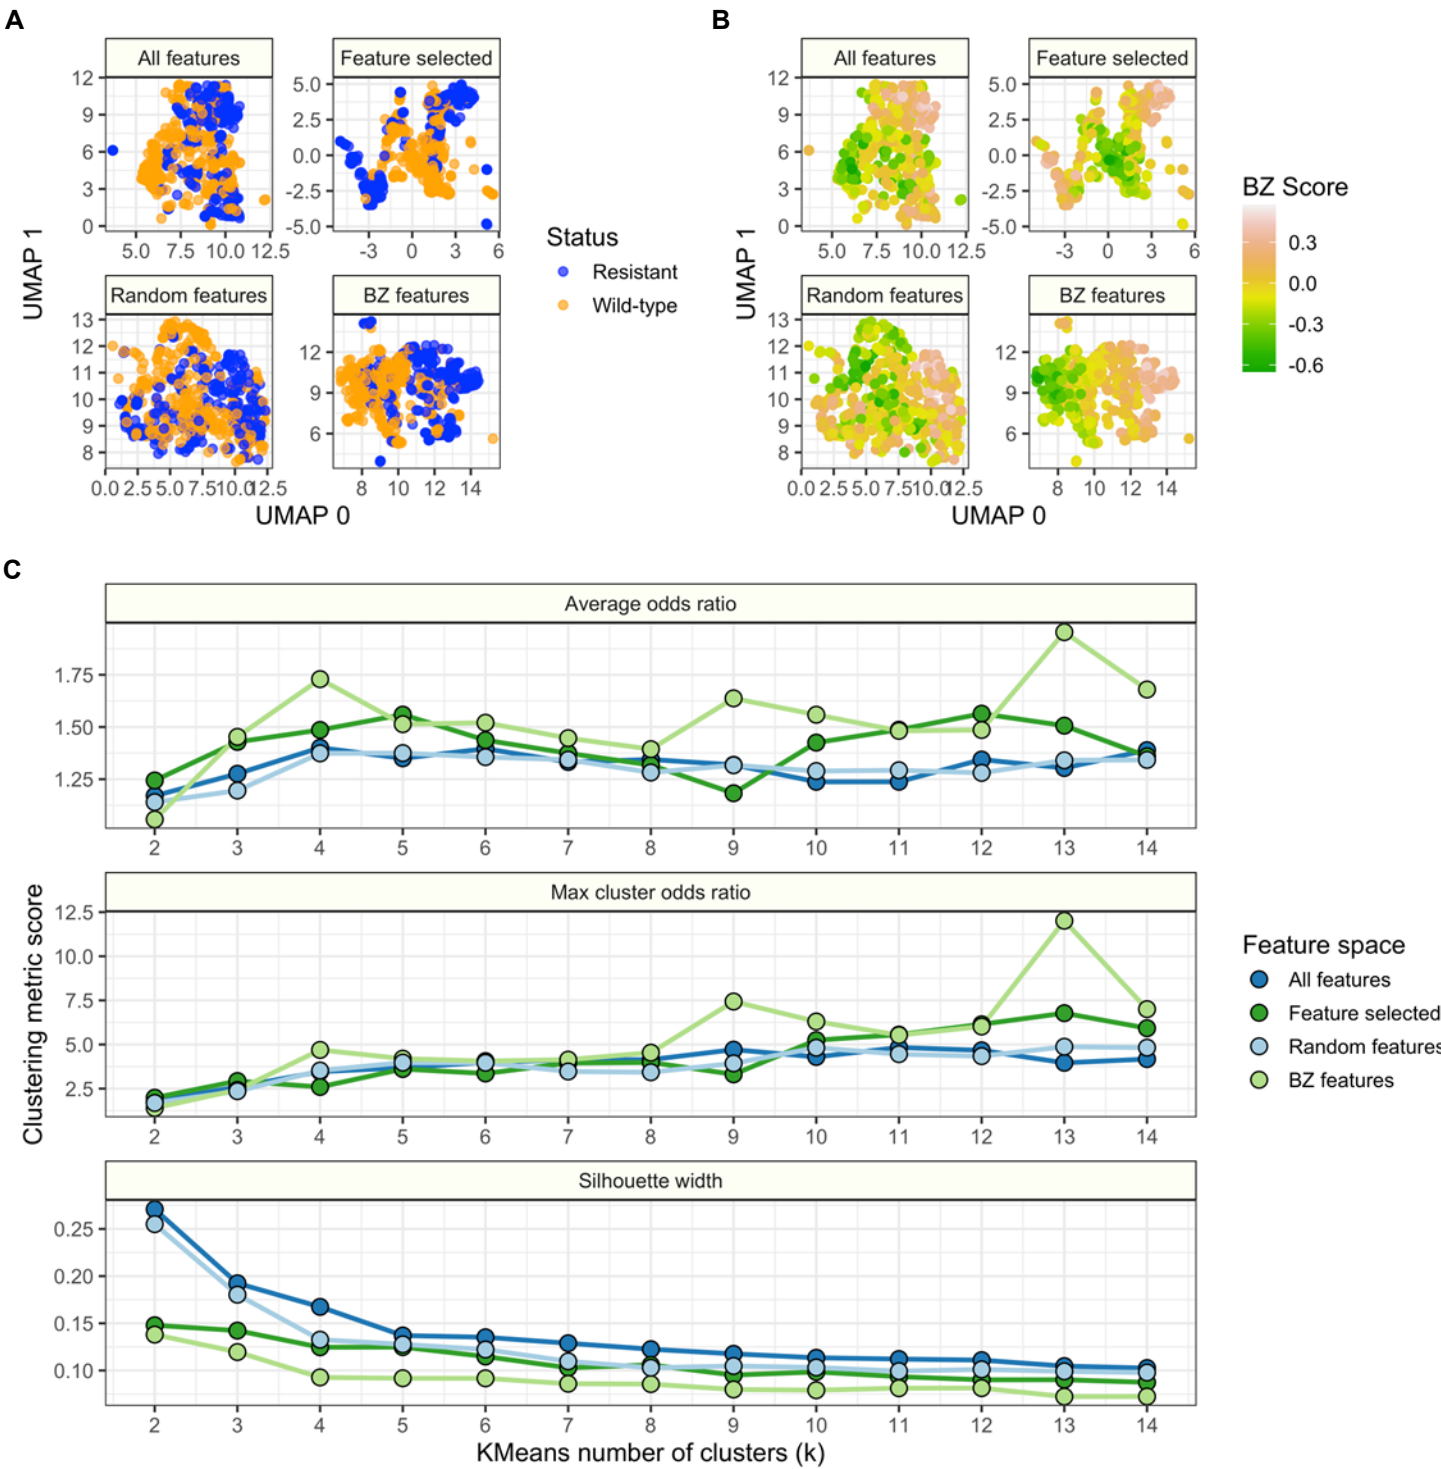 A
B
All features
Feature selected
12
9
6
3
0
5.0
2.5
0.0
-2.5
-5.0
5.0 7.5 10.0 12.5
-3 0 3 6
Random features
BZ features
13
12
11
10
9
8
12
9
6
0.0 2.5 5.0 7.5 10.0 12.5
8 10 12 14
UMAP 1
UMAP 0
Status
Resistant
Wild-type
All features
Feature selected
12
9
6
3
0
5.0
2.5
0.0
-2.5
-5.0
5.0 7.5 10.0 12.5
-3 0 3 6
Random features
BZ features
13
12
11
10
9
8
12
9
6
0.0 2.5 5.0 7.5 10.0 12.5
8 10 12 14
UMAP 1
UMAP 0
BZ Score
0.3
0.0
-0.3
-0.6
C
Average odds ratio
1.75
1.50
1.25
2 3 4 5 6 7 8 9 10 11 12 13 14
Max cluster odds ratio
12.5
10.0
7.5
5.0
2.5
2 3 4 5 6 7 8 9 10 11 12 13 14
Silhouette width
0.25
0.20
0.15
0.10
2 3 4 5 6 7 8 9 10 11 12 13 14
Clustering metric score
KMeans number of clusters (k)
Feature space
All features
Feature selected
Random features
BZ features